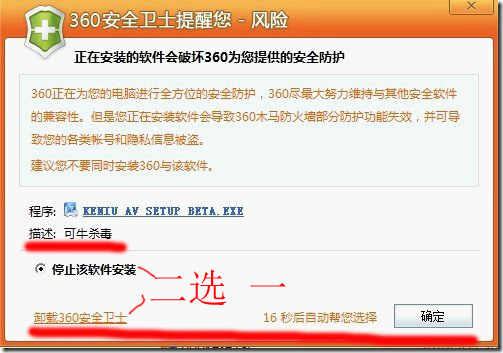 360安全卫士提醒您 - 风险
正在安装的软件会破坏360为您提供的安全防护
360正在为您的电脑进行全方位的安全防护，360尽最大努力维持与其他安全软件
的兼容性。但是您正在安装软件会导致360木马防火墙部分防护功能失效，并可导
致您的各类帐号和隐私信息被盗。
建议您不要同时安装360与该软件。
程序: KENIU AV SETUP BETA.EXE
描述: 可牛杀毒
停止该软件安装
二选 一
卸载360安全卫士
16 秒后自动帮您选择
确定